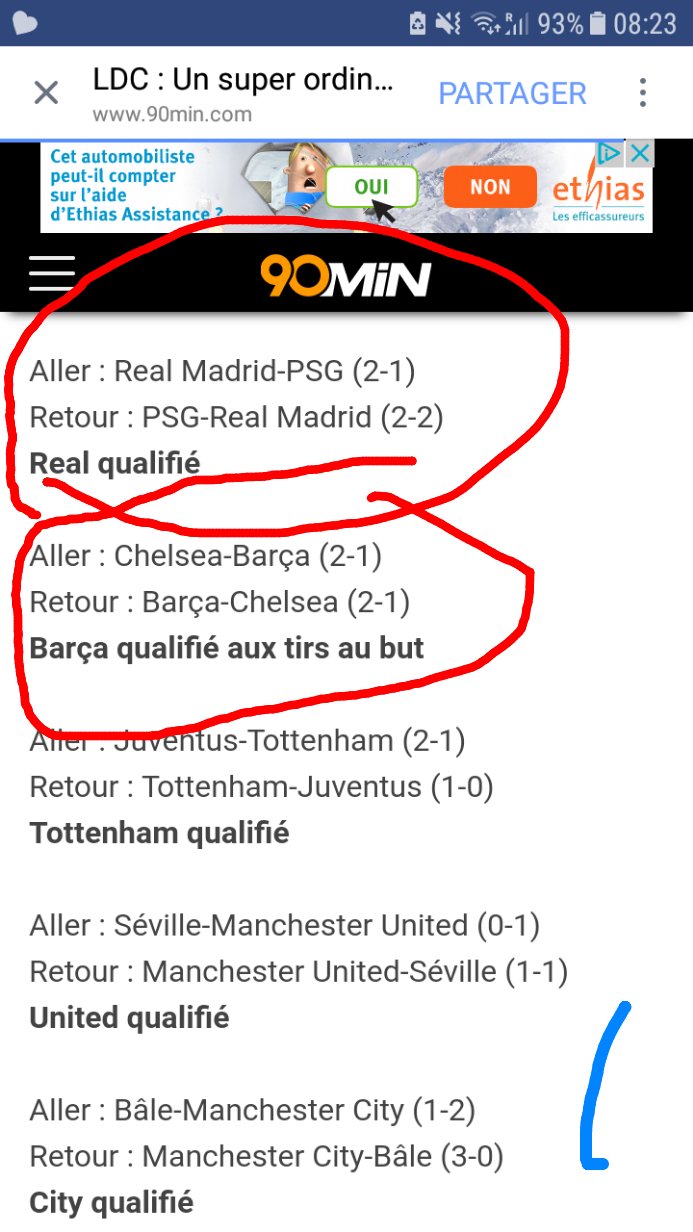 R 93% 08:23
LDC : Un super ordin...
www.90min.com
PARTAGER
Cet automobiliste
peut-il compter
sur l'aide
d'Ethias Assistance ?
OUI
NON
ethias
Les efficassureurs
90MiN
Aller : Real Madrid-PSG (2-1)
Retour : PSG-Real Madrid (2-2)
Real qualifié
Aller : Chelsea-Barça (2-1)
Retour : Barça-Chelsea (2-1)
Barça qualifié aux tirs au but
Aller : Juventus-Tottenham (2-1)
Retour : Tottenham-Juventus (1-0)
Tottenham qualifié
Aller : Séville-Manchester United (0-1)
Retour : Manchester United-Séville (1-1)
United qualifié
Aller : Bâle-Manchester City (1-2)
Retour : Manchester City-Bâle (3-0)
City qualifié